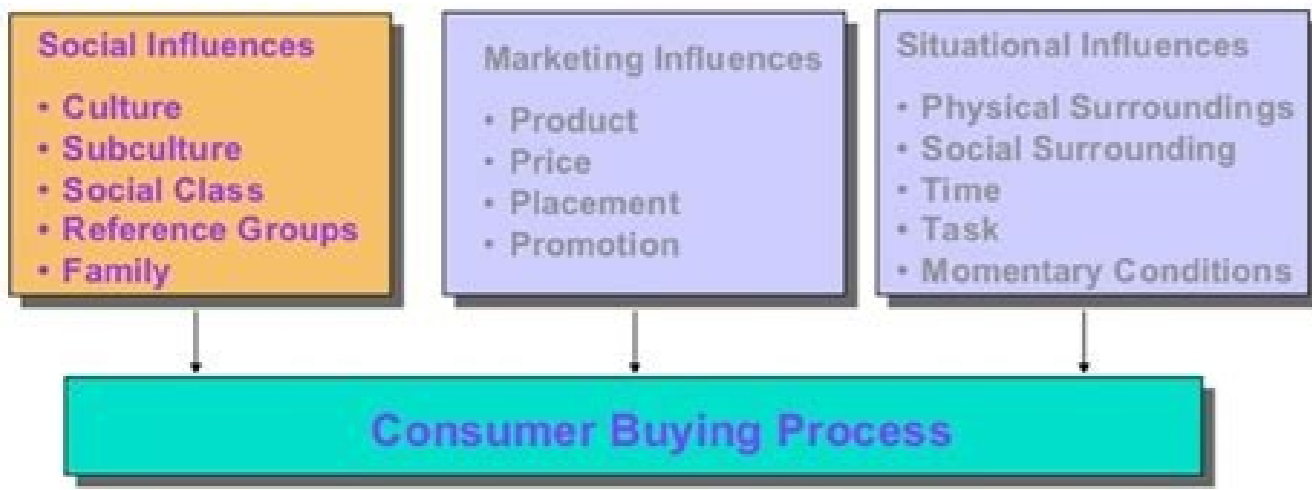 Social Influences
• Culture
• Subculture
• Social Class
• Reference Groups
• Family
Marketing Influences
• Product
• Price
• Placement
• Promotion
Situational Influences
• Physical Surroundings
• Social Surrounding
• Time
• Task
• Momentary Conditions
Consumer Buying Process